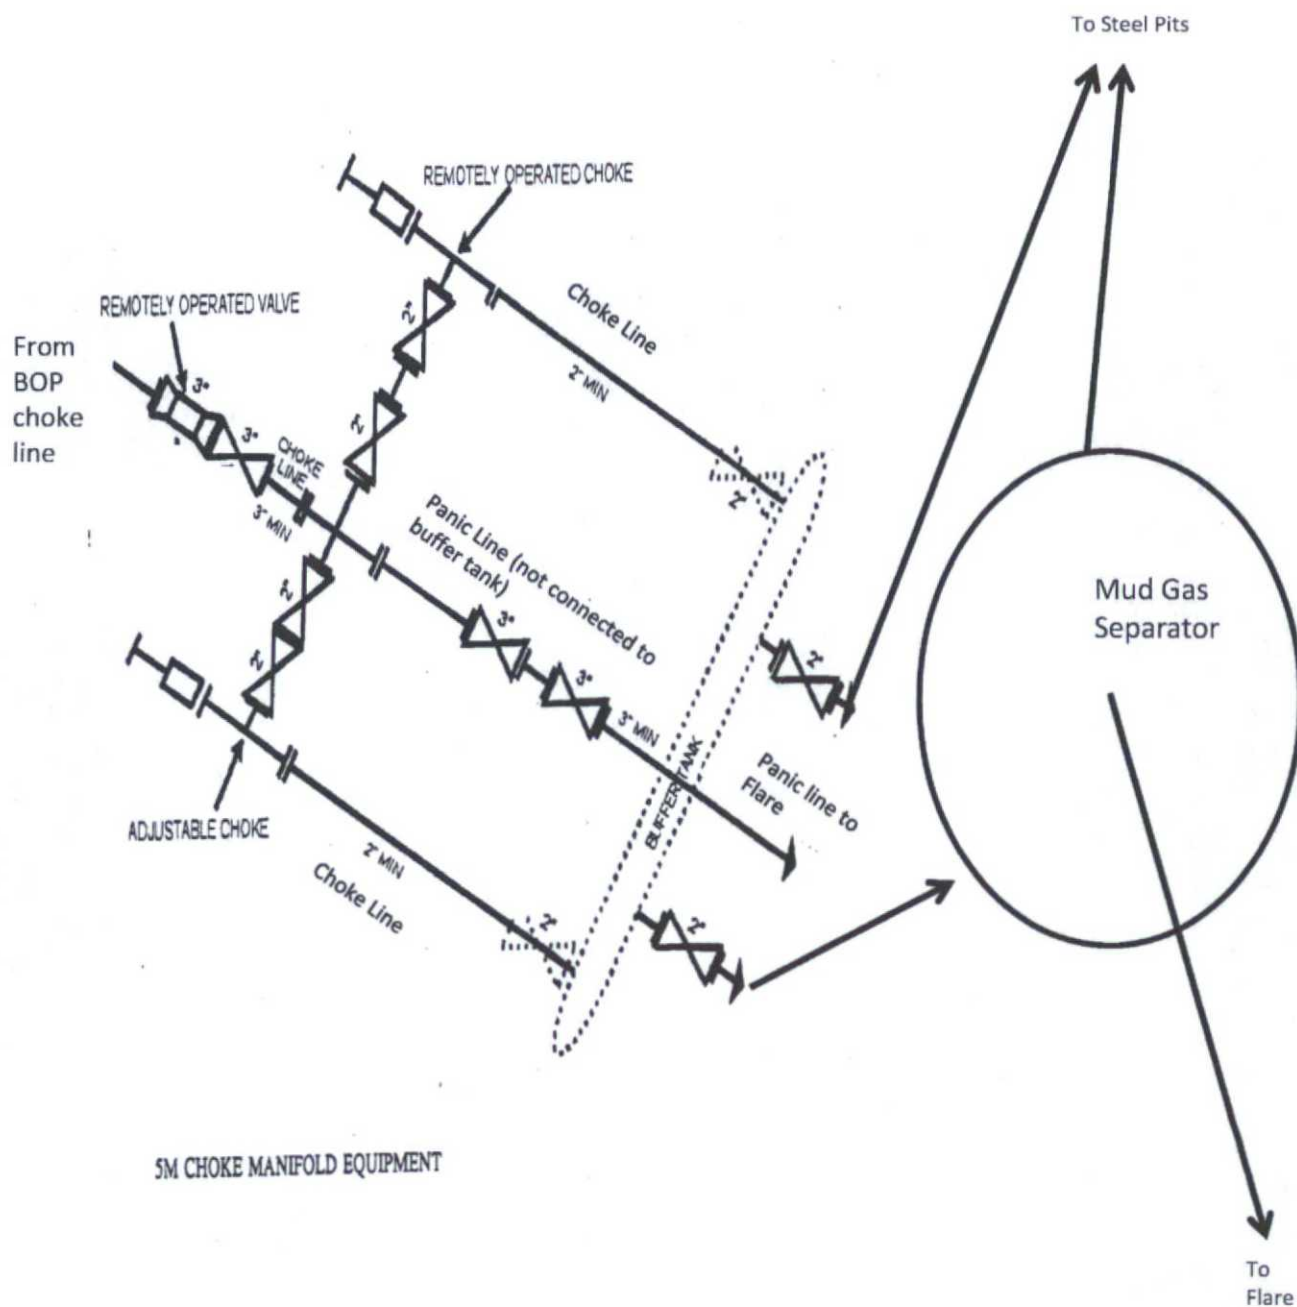 To Steel Pits
REMOTELY OPERATED CHOKE
2"
Choke Line
2" MIN
REMOTELY OPERATED VALVE
From
BOP
choke
line
3"
3"
2"
CHOKE
LINE
3" MIN
2"
Panic Line (not connected to
buffer tank)
3"
3"
3" MIN
2"
2"
Mud Gas
Separator
2"
BUFFER TANK
Panic line to
Flare
ADJUSTABLE CHOKE
2" MIN
Choke Line
2"
2"
5M CHOKE MANIFOLD EQUIPMENT
To
Flare